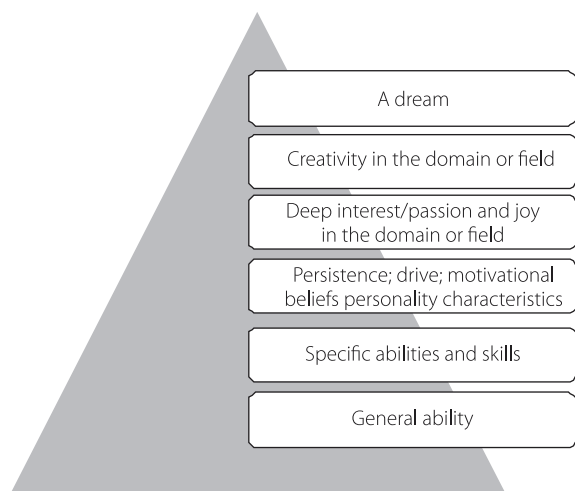 A dream
Creativity in the domain or field
Deep interest/passion and joy
in the domain or field
Persistence; drive; motivational
beliefs personality characteristics
Specific abilities and skills
General ability